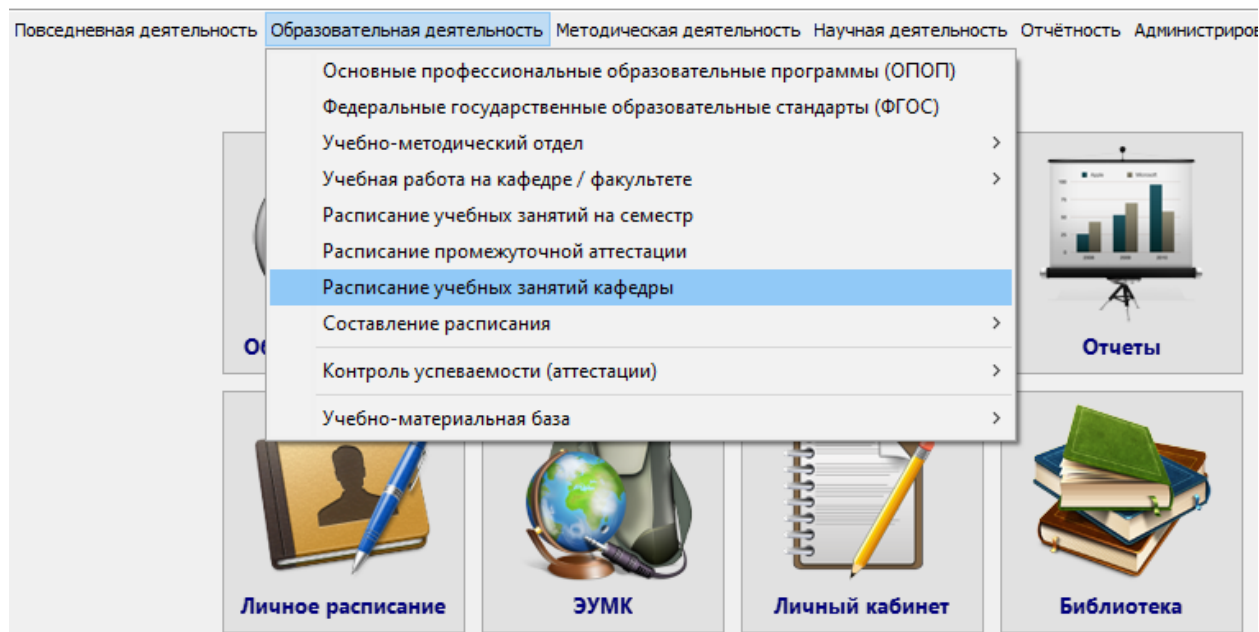 Повседневная деятельность Образовательная деятельность Методическая деятельность Научная деятельность Отчётность Администриров
Основные профессиональные образовательные программы (ОПОП)
Федеральные государственные образовательные стандарты (ФГОС)
Учебно-методический отдел
Учебная работа на кафедре / факультете
Расписание учебных занятий на семестр
Расписание промежуточной аттестации
Расписание учебных занятий кафедры
Составление расписания
Контроль успеваемости (аттестации)
Учебно-материальная база
Отчеты
Личное расписание ЭУМК Личный кабинет Библиотека